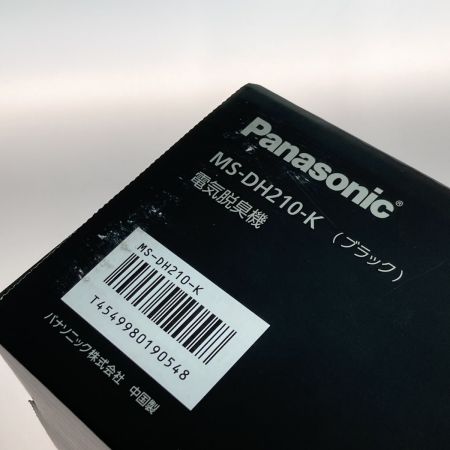 Panasonic®
MS-DH210-K (ブラック)
電気脱臭機
MS-DH210-K
T4549980190548
パナソニック株式会社 中国製